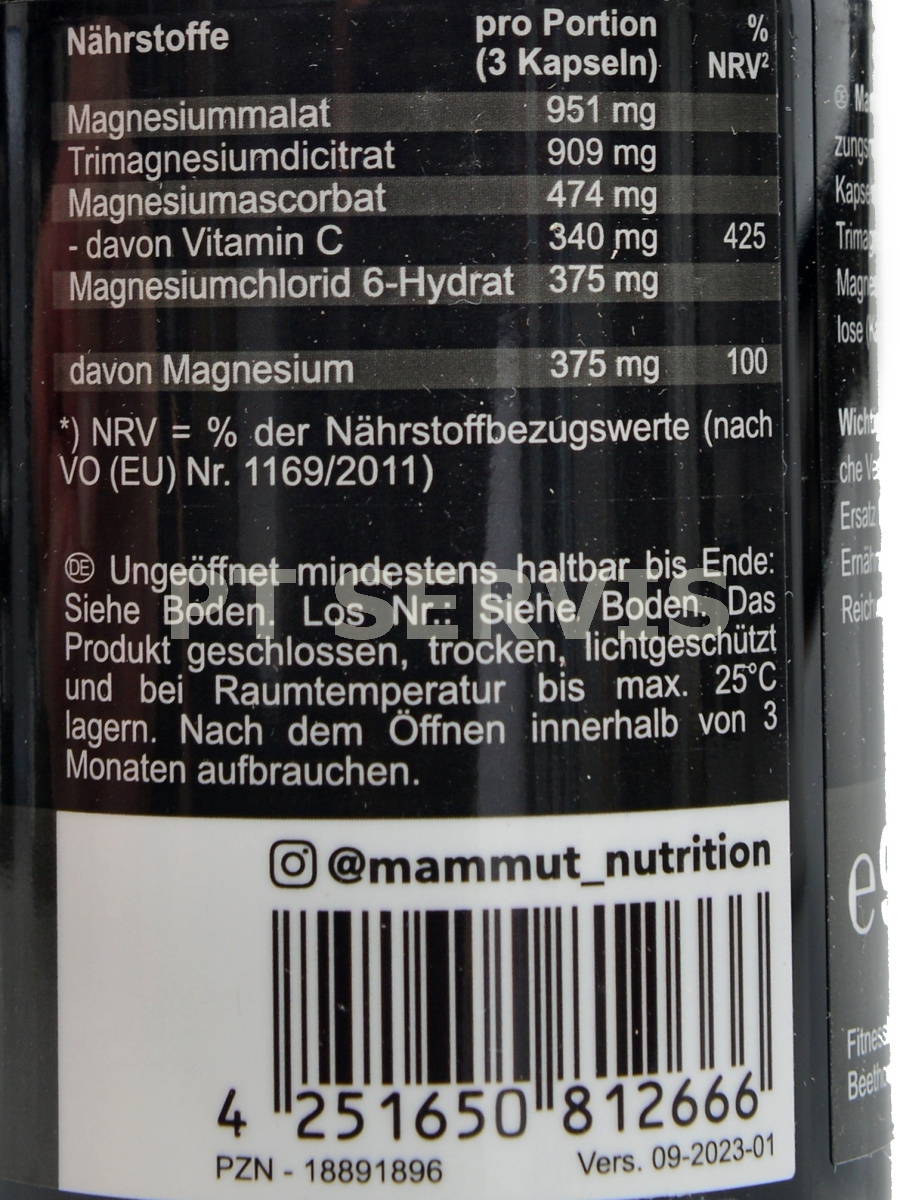 Nährstoffe pro Portion (3 Kapseln) % NRV²
Magnesiummalat 951 mg
Trimagnesiumdicitrat 909 mg
Magnesiumascorbat 474 mg
- davon Vitamin C 340 mg 425
Magnesiumchlorid 6-Hydrat 375 mg
davon Magnesium 375 mg 100
*) NRV = % der Nährstoffbezugswerte (nach
VO (EU) Nr. 1169/2011)
DE Ungeöffnet mindestens haltbar bis Ende:
Siehe Boden. Los Nr.: Siehe Boden. Das
Produkt geschlossen, trocken, lichtgeschützt
und bei Raumtemperatur bis max. 25°C
lagern. Nach dem Öffnen innerhalb von 3
Monaten aufbrauchen.
PT SERVIS
@mammut_nutrition
4 251650 812666
PZN - 18891896 Vers. 09-2023-01